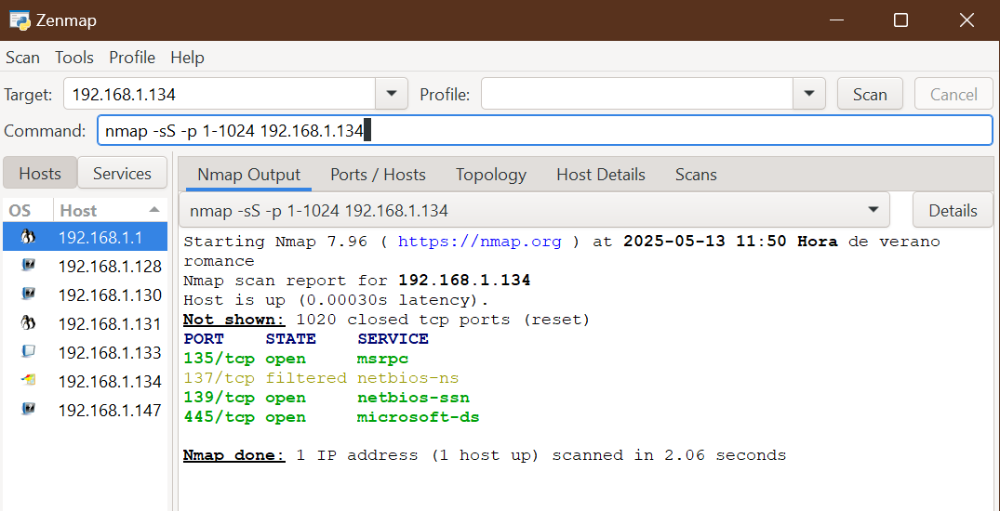 Zenmap
Scan Tools Profile Help
Target: 192.168.1.134 Profile: Scan Cancel
Command: nmap -sS -p 1-1024 192.168.1.134
Hosts Services
OS Host
192.168.1.1
192.168.1.128
192.168.1.130
192.168.1.131
192.168.1.133
192.168.1.134
192.168.1.147
Nmap Output Ports / Hosts Topology Host Details Scans
nmap -sS -p 1-1024 192.168.1.134 Details
Starting Nmap 7.96 ( https://nmap.org ) at 2025-05-13 11:50 Hora de verano
romance
Nmap scan report for 192.168.1.134
Host is up (0.00030s latency).
Not shown: 1020 closed tcp ports (reset)
PORT STATE SERVICE
135/tcp open msrpc
137/tcp filtered netbios-ns
139/tcp open netbios-ssn
445/tcp open microsoft-ds
Nmap done: 1 IP address (1 host up) scanned in 2.06 seconds